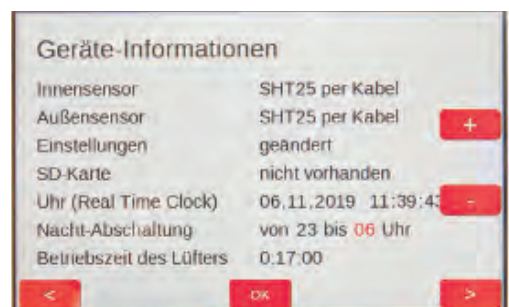 Geräte-Informationen
Innensensor SHT25 per Kabel
Außensensor SHT25 per Kabel
+
Einstellungen geändert
SD-Karte nicht vorhanden
Uhr (Real Time Clock) 06.11.2019 11:39:43
-
Nacht-Abschaltung von 23 bis 06 Uhr
Betriebszeit des Lüfters 0:17:00
< OK >